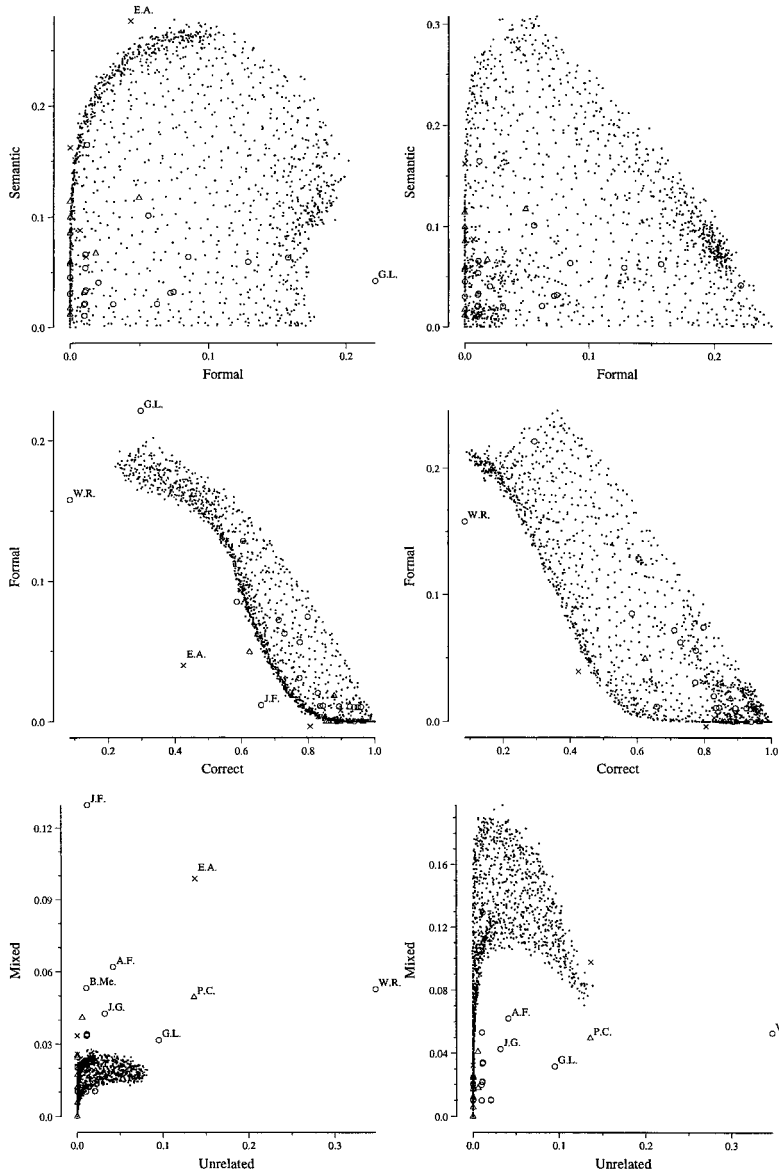 E.A.
0.2
0.1
0.0
Semantic
G.L.
0.0
0.1
0.2
Formal
0.3
0.2
0.1
0.0
Semantic
0.0
0.1
0.2
Formal
G.L.
W.R.
E.A.
J.F.
0.2
0.1
0.0
Formal
0.2
0.4
0.6
0.8
1.0
Correct
W.R.
0.2
0.1
0.0
Formal
0.2
0.4
0.6
0.8
1.0
Correct
J.F.
E.A.
A.F.
B.Me.
P.C.
W.R.
J.G.
G.L.
0.12
0.09
0.06
0.03
0.0
Mixed
0.0
0.1
0.2
0.3
Unrelated
A.F.
P.C.
J.G.
G.L.
0.16
0.12
0.08
0.04
0.0
Mixed
0.0
0.1
0.2
0.3
Unrelated